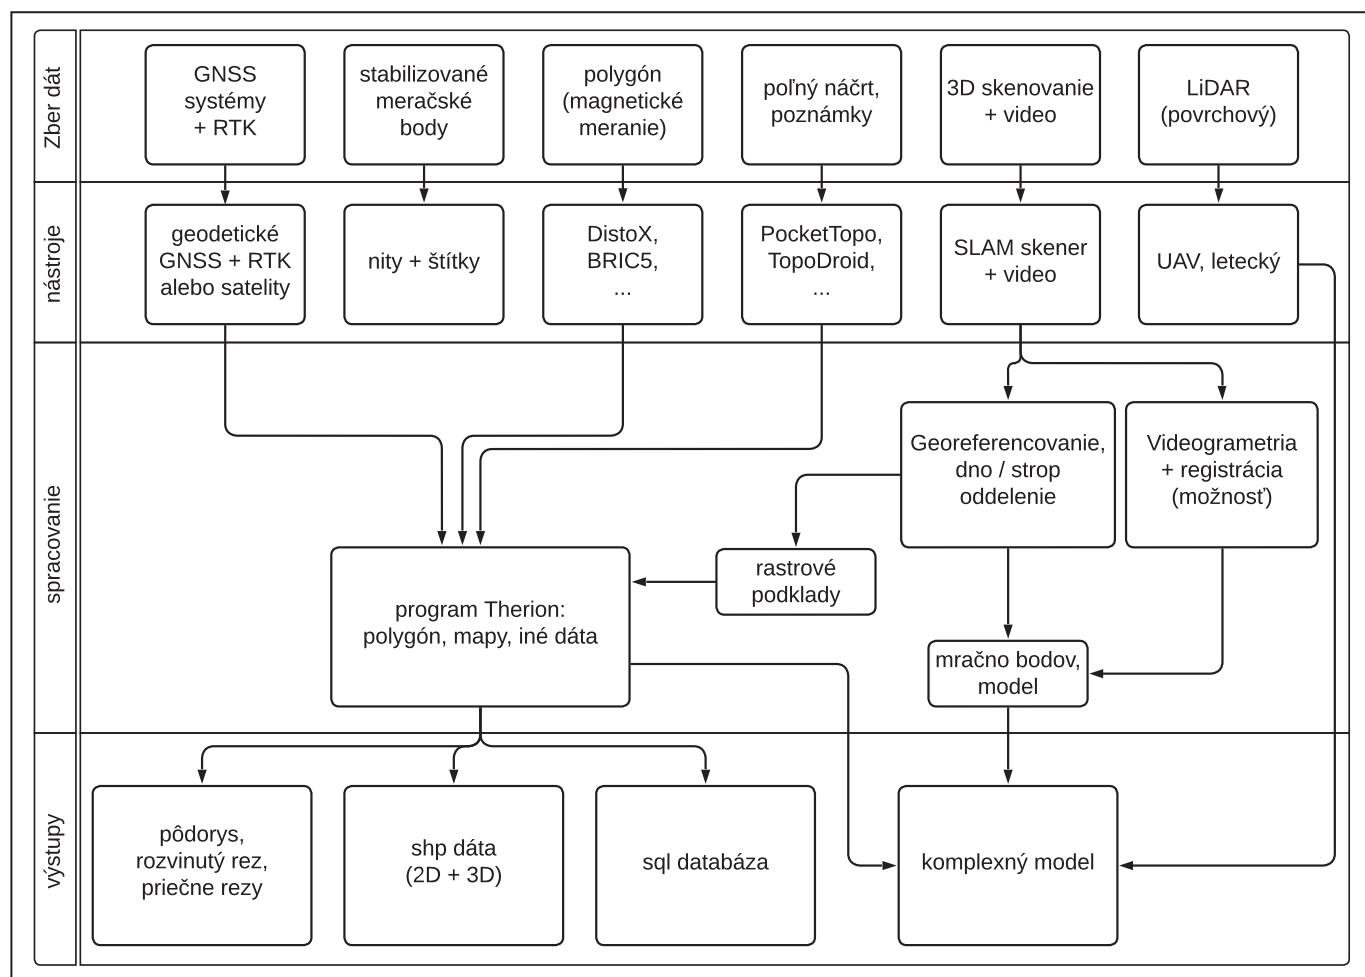 Zber dát
GNSS
systémy
+ RTK
stabilizované
meračské
body
polygón
(magnetické
meranie)
poľný náčrt,
poznámky
3D skenovanie
+ video
LiDAR
(povrchový)
nástroje
geodetické
GNSS + RTK
alebo satelity
nity + štítky
DistoX,
BRIC5,
...
PocketTopo,
TopoDroid,
...
SLAM skener
+ video
UAV, letecký
spracovanie
Georeferencovanie,
dno / strop
oddelenie
Videogrametria
+ registrácia
(možnosť)
rastrové
podklady
program Therion:
polygón, mapy, iné dáta
mračno bodov,
model
výstupy
pôdorys,
rozvinutý rez,
priečne rezy
shp dáta
(2D + 3D)
sql databáza
komplexný model